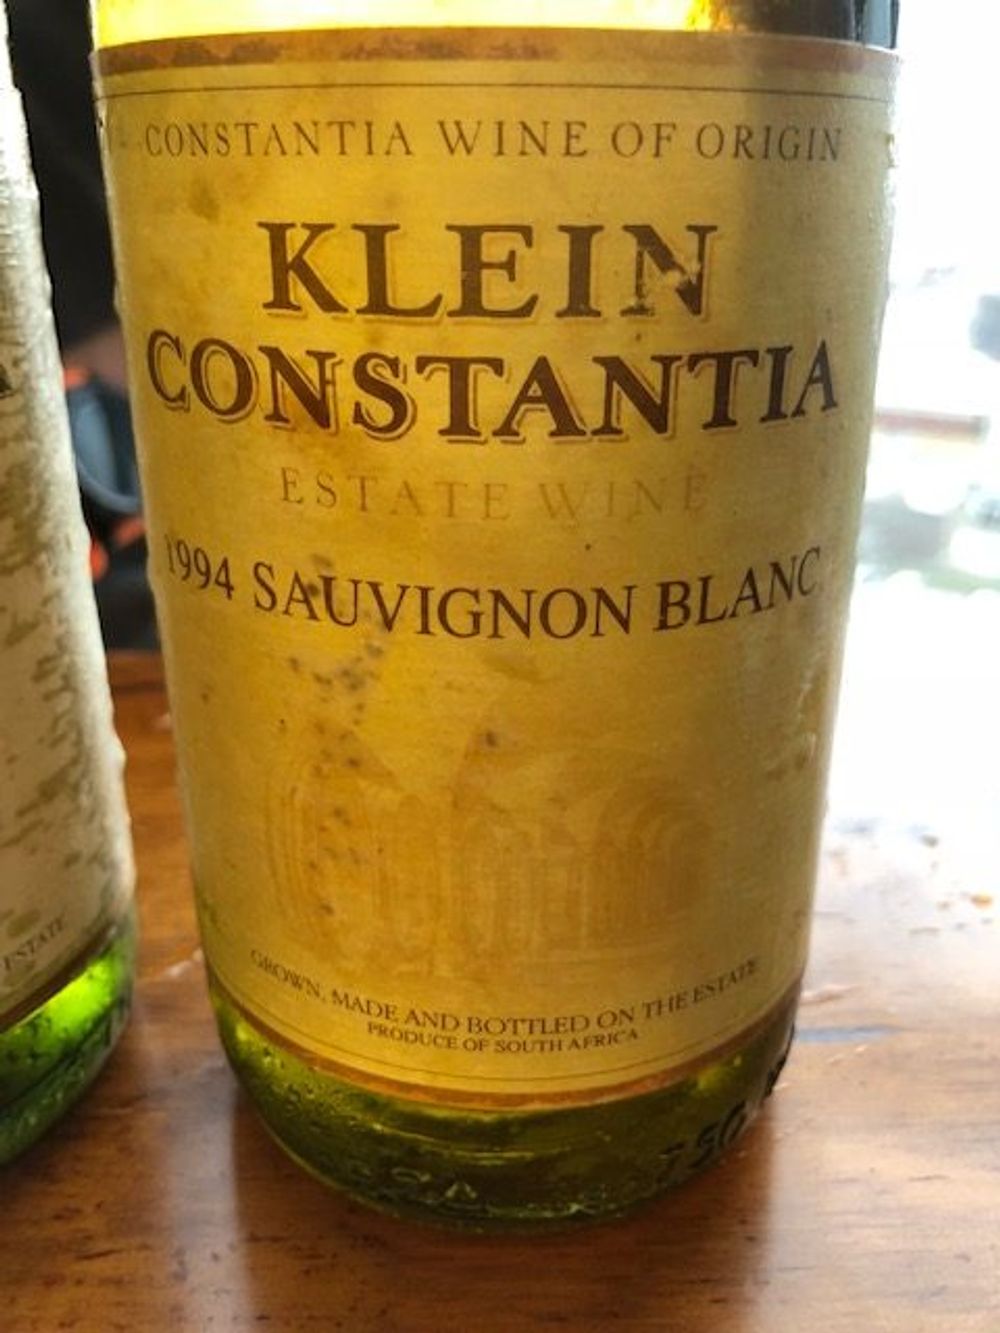 CONSTANTIA WINE OF ORIGIN
KLEIN
CONSTANTIA
ESTATE WINE
1994 SAUVIGNON BLANC
GROWN, MADE AND BOTTLED ON THE ESTATE
PRODUCE OF SOUTH AFRICA
ESTATE